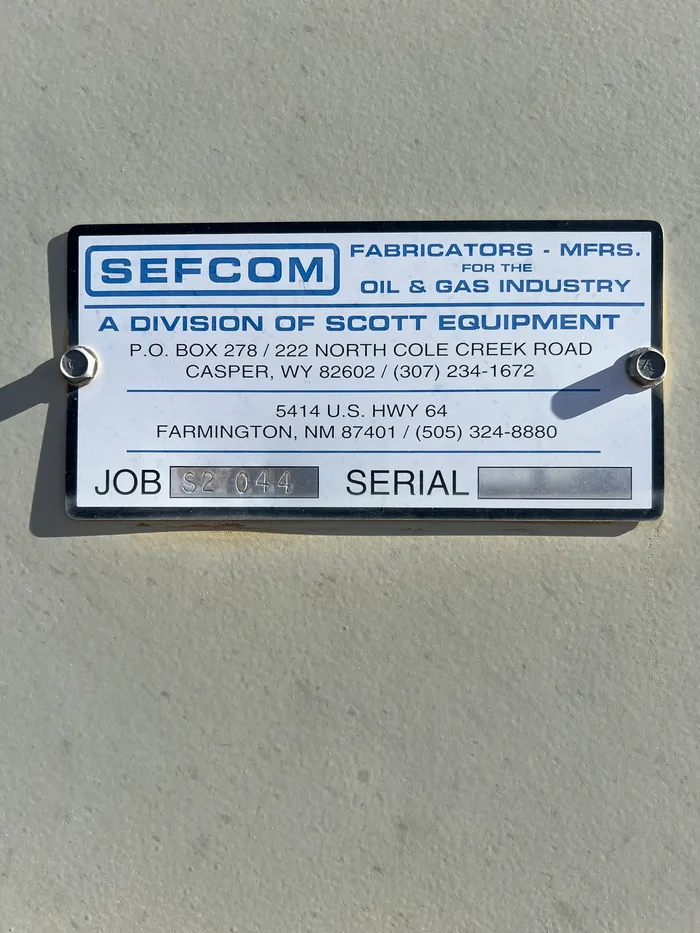 SEFCOM
FABRICATORS - MFRS.
FOR THE
OIL & GAS INDUSTRY
A DIVISION OF SCOTT EQUIPMENT
P.O. BOX 278 / 222 NORTH COLE CREEK ROAD
CASPER, WY 82602 / (307) 234-1672
5414 U.S. HWY 64
FARMINGTON, NM 87401 / (505) 324-8880
JOB S2 044 SERIAL